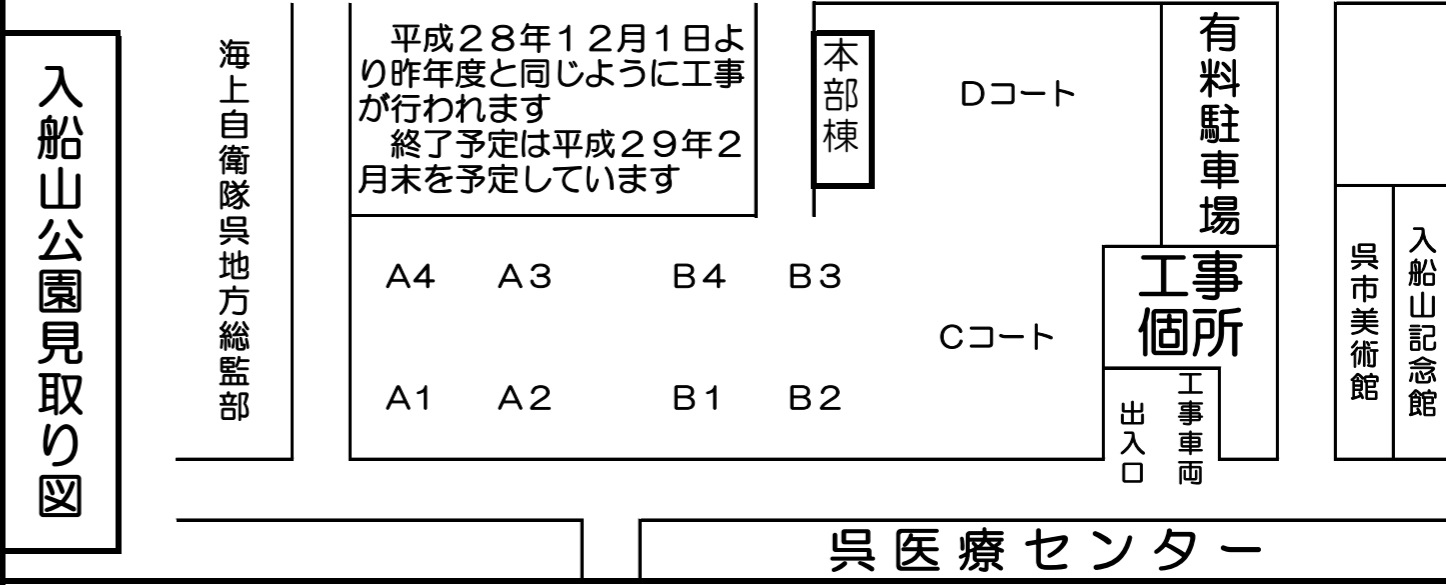 入船山公園見取り図
海上自衛隊呉地方総監部
平成２８年１２月１日よ
り昨年度と同じように工事
が行われます
終了予定は平成２９年２
月末を予定しています
本部棟
Ｄコート
有料駐車場
Ａ４　Ａ３　Ｂ４　Ｂ３
Ｃコート
工事
個所
Ａ１　Ａ２　Ｂ１　Ｂ２
工事車両
出入口
入船山記念館
呉市美術館
呉医療センター